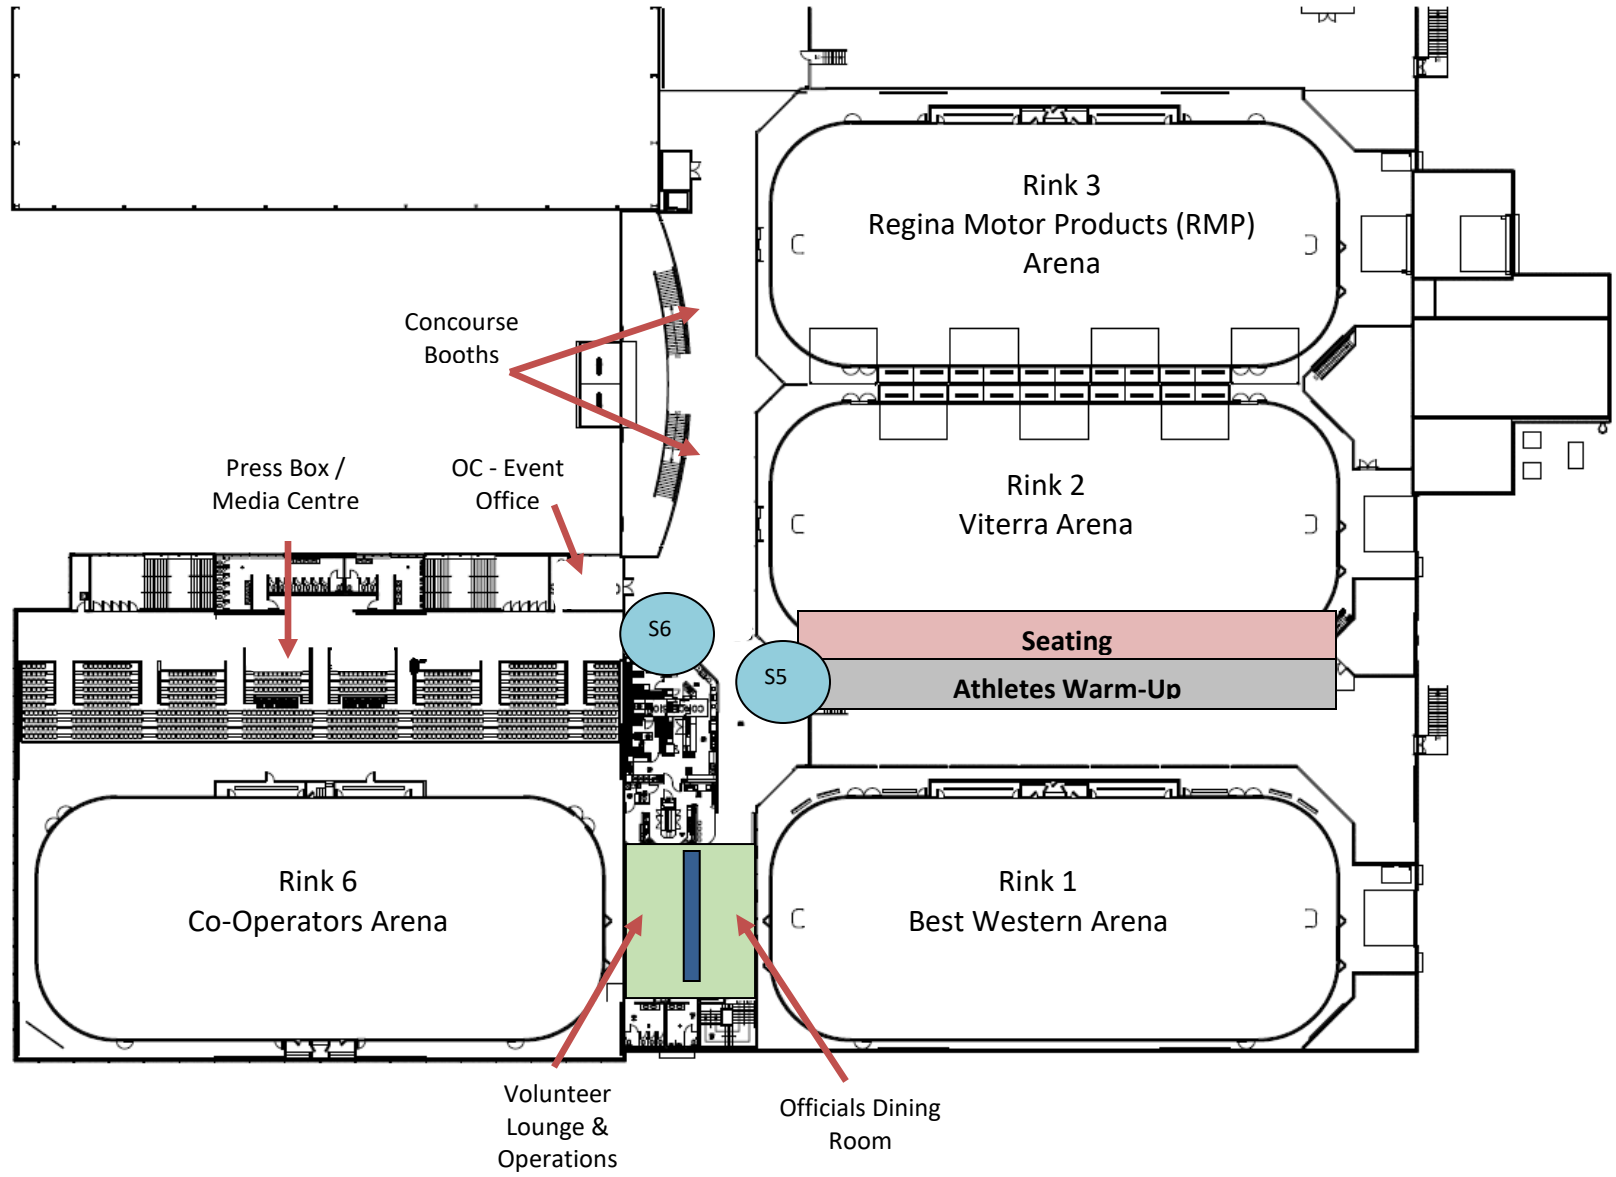 Rink 3
Regina Motor Products (RMP)
Arena
Concourse
Booths
Press Box /
Media Centre
OC - Event
Office
Rink 2
Viterra Arena
S6
S5
Seating
Athletes Warm-Up
Rink 6
Co-Operators Arena
Rink 1
Best Western Arena
Volunteer
Lounge &
Operations
Officials Dining
Room